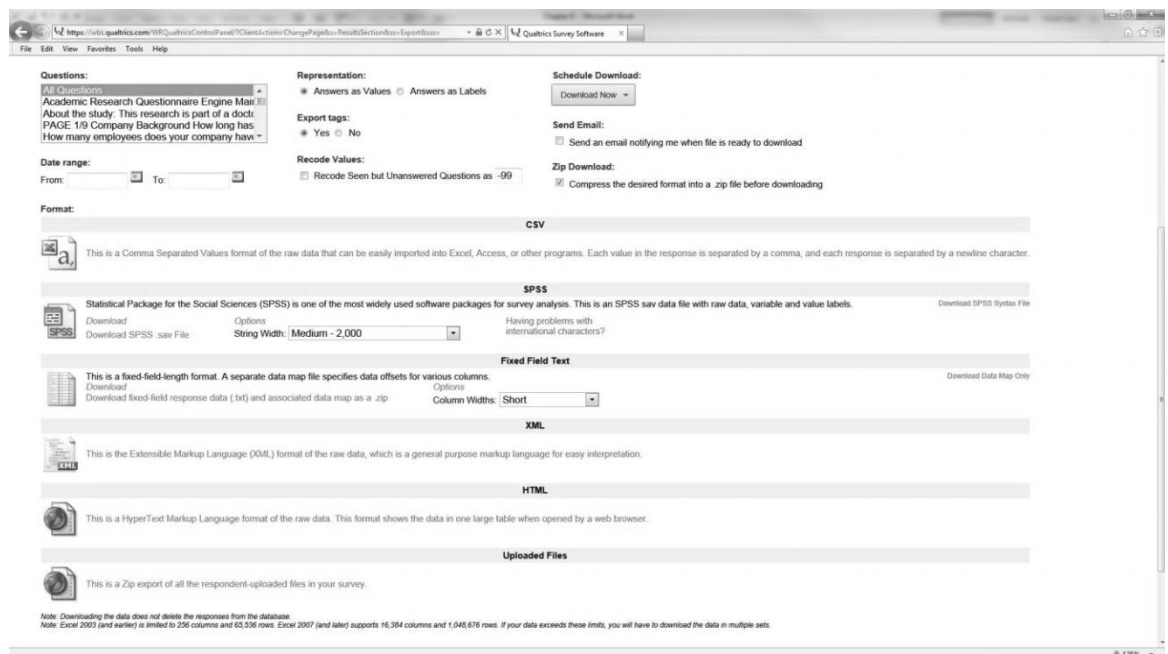 https://wbs.qualtrics.com/WRQualtricsControlPanel/?ClientAction=ChangePage&s=ResultsSection&ss=Export&sss=
Qualtrics Survey Software
File Edit View Favorites Tools Help
Questions:
All Questions
Academic Research Questionnaire Engine Main
About the study: This research is part of a docto
PAGE 1/9 Company Background How long has
How many employees does your company have
Date range:
From: To:
Representation:
Answers as Values Answers as Labels
Export tags:
Yes No
Recode Values:
Recode Seen but Unanswered Questions as -99
Schedule Download:
Download Now
Send Email:
Send an email notifying me when file is ready to download
Zip Download:
Compress the desired format into a .zip file before downloading
Format:
CSV
This is a Comma Separated Values format of the raw data that can be easily imported into Excel, Access, or other programs. Each value in the response is separated by a comma, and each response is separated by a newline character.
SPSS
Statistical Package for the Social Sciences (SPSS) is one of the most widely used software packages for survey analysis. This is an SPSS sav data file with raw data, variable and value labels.
Download SPSS Syntax File
Download
Download SPSS .sav File
Options
String Width: Medium - 2,000
Having problems with
international characters?
SPSS
Fixed Field Text
This is a fixed-field-length format. A separate data map file specifies data offsets for various columns.
Download Data Map Only
Download
Download fixed-field response data (.txt) and associated data map as a .zip
Options
Column Widths: Short
XML
This is the Extensible Markup Language (XML) format of the raw data, which is a general purpose markup language for easy interpretation.
XML
HTML
This is a HyperText Markup Language format of the raw data. This format shows the data in one large table when opened by a web browser.
Uploaded Files
This is a Zip export of all the respondent-uploaded files in your survey.
Note: Downloading the data does not delete the responses from the database.
Note: Excel 2003 (and earlier) is limited to 256 columns and 65,536 rows. Excel 2007 (and later) supports 16,384 columns and 1,048,576 rows. If your data exceeds these limits, you will have to download the data in multiple sets.